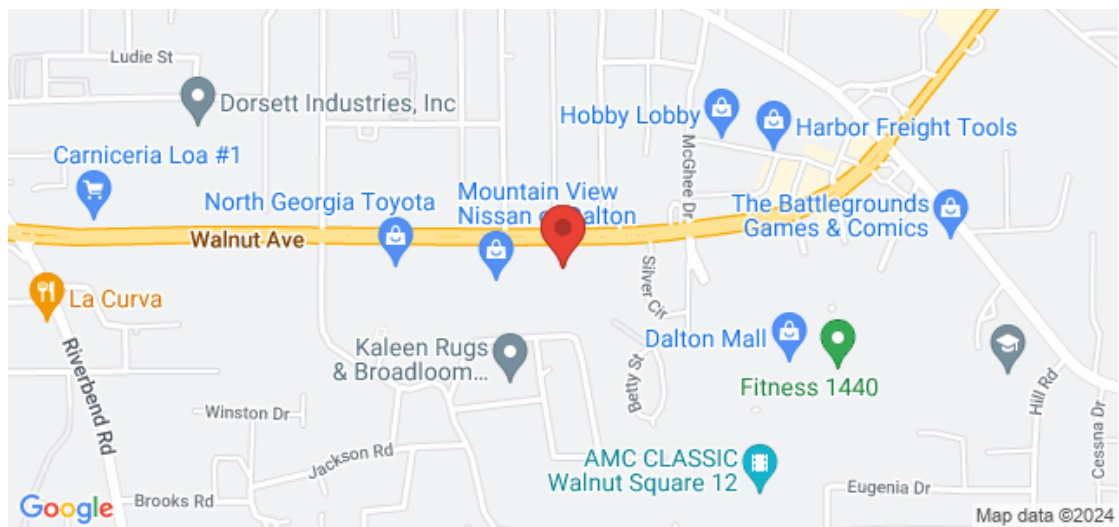 Ludie St
Dorsett Industries, Inc
Hobby Lobby
Harbor Freight Tools
McGhee Dr
Carniceria Loa #1
North Georgia Toyota
Mountain View
Nissan of Dalton
The Battlegrounds
Games & Comics
Walnut Ave
Silver Cir
La Curva
Riverbend Rd
Kaleen Rugs
& Broadloom...
Betty St
Dalton Mall
Fitness 1440
Hill Rd
Cessna Dr
Winston Dr
Jackson Rd
AMC CLASSIC
Walnut Square 12
Brooks Rd
Eugenia Dr
Google
Map data ©2024